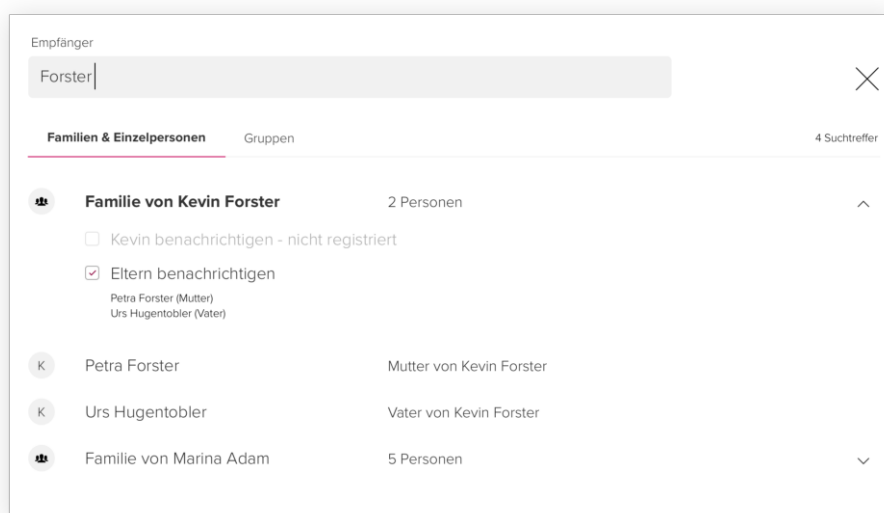 Empfänger
Forster
Familien & Einzelpersonen Gruppen 4 Suchtreffer
Familie von Kevin Forster 2 Personen
Kevin benachrichtigen - nicht registriert
Eltern benachrichtigen
Petra Forster (Mutter)
Urs Hugentobler (Vater)
K Petra Forster Mutter von Kevin Forster
K Urs Hugentobler Vater von Kevin Forster
Familie von Marina Adam 5 Personen